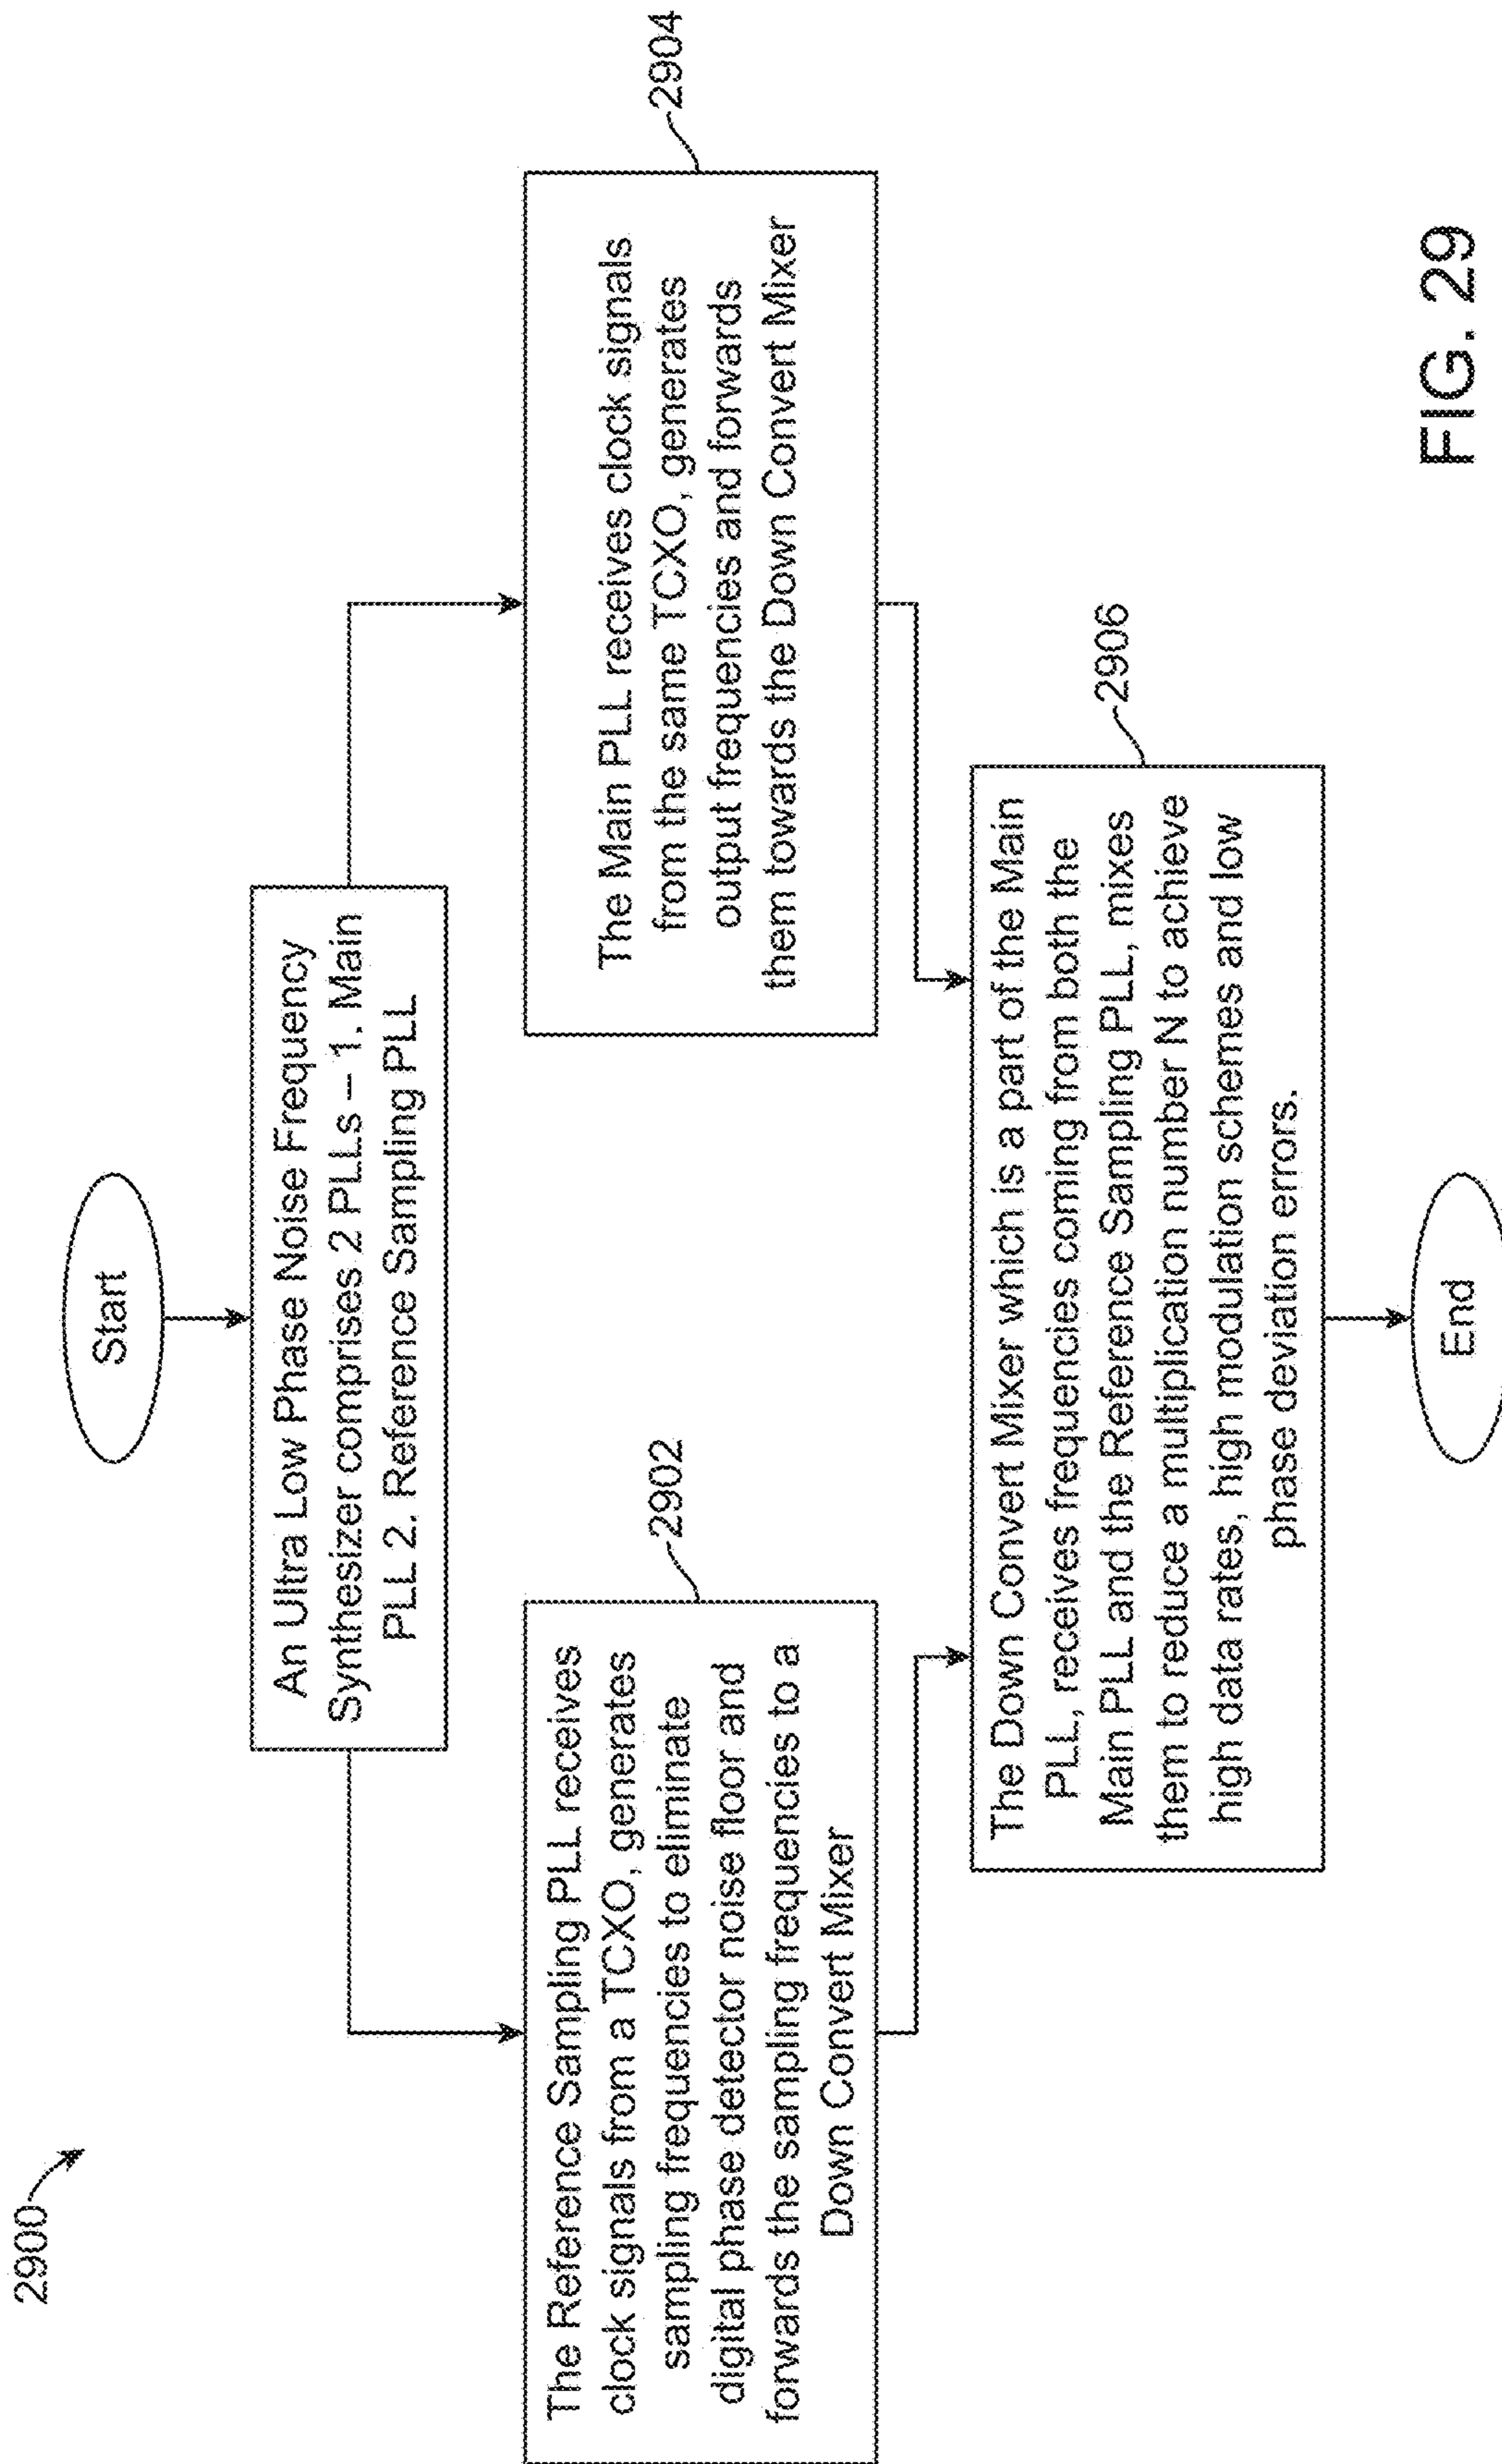 2900
Start
An Ultra Low Phase Noise Frequency
Synthesizer comprises 2 PLLs – 1. Main
PLL 2. Reference Sampling PLL
2902
The Reference Sampling PLL receives
clock signals from a TCXO, generates
sampling frequencies to eliminate
digital phase detector noise floor and
forwards the sampling frequencies to a
Down Convert Mixer
2904
The Main PLL receives clock signals
from the same TCXO, generates
output frequencies and forwards
them towards the Down Convert Mixer
2906
The Down Convert Mixer which is a part of the Main
PLL, receives frequencies coming from both the
Main PLL and the Reference Sampling PLL, mixes
them to reduce a multiplication number N to achieve
high data rates, high modulation schemes and low
phase deviation errors.
End
FIG. 29